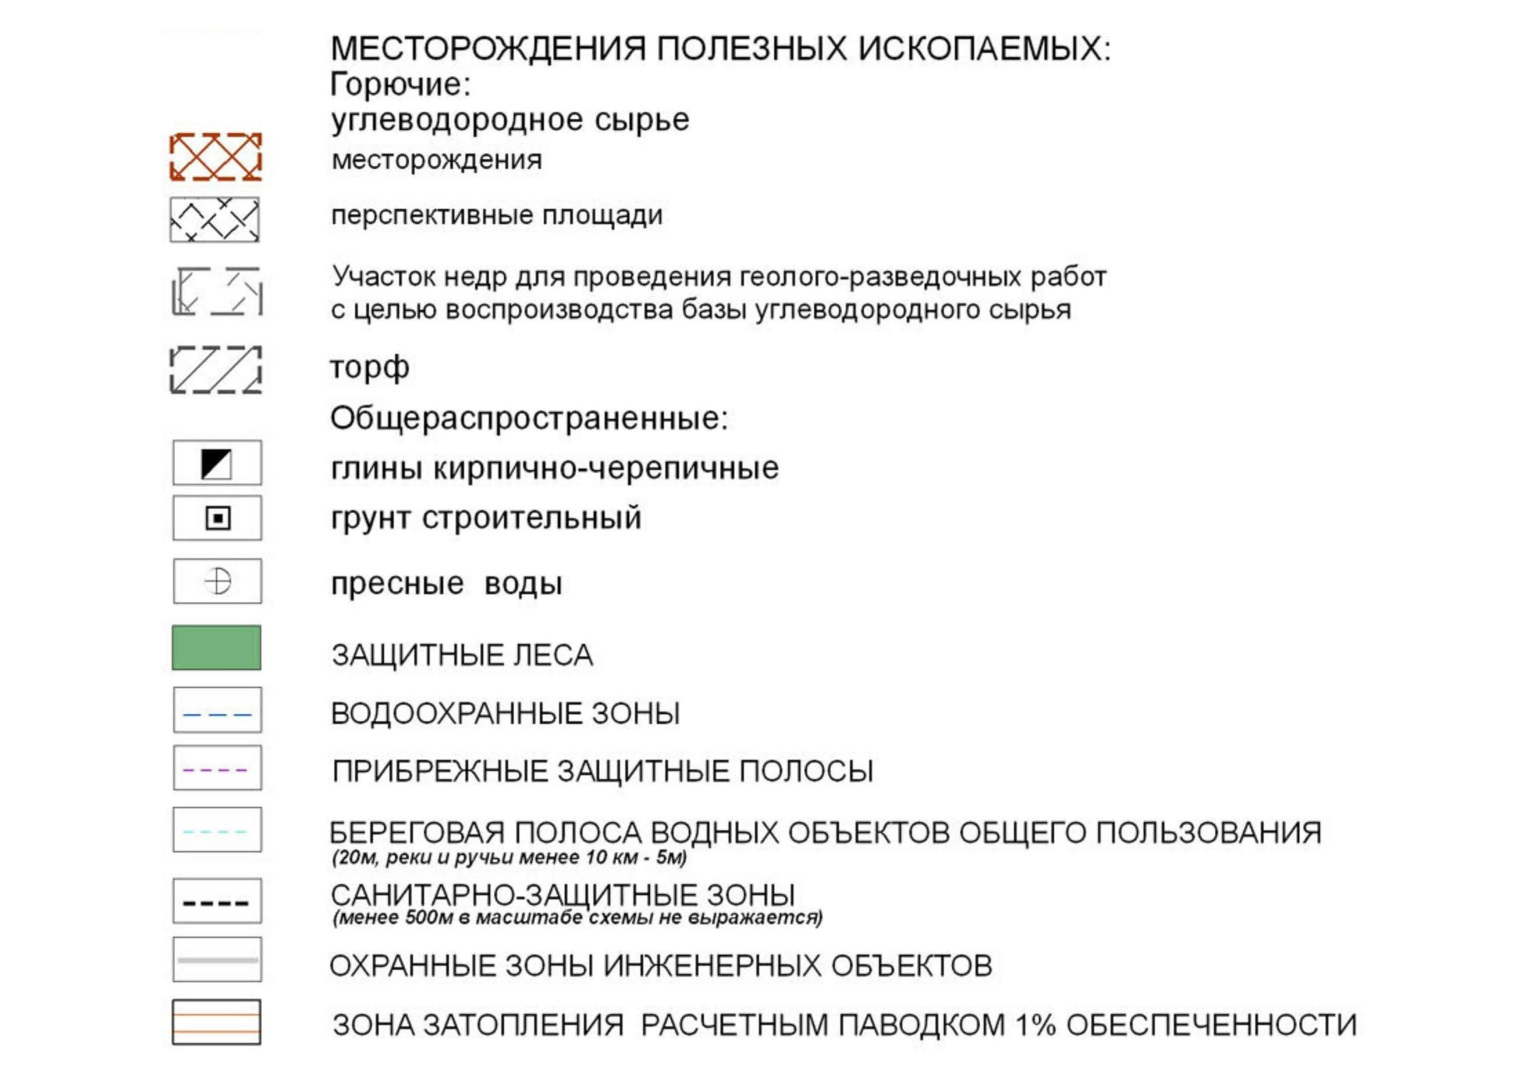 МЕСТОРОЖДЕНИЯ ПОЛЕЗНЫХ ИСКОПАЕМЫХ:
Горючие:
углеводородное сырье
месторождения
перспективные площади
Участок недр для проведения геолого-разведочных работ
с целью воспроизводства базы углеводородного сырья
торф
Общераспространенные:
глины кирпично-черепичные
грунт строительный
пресные воды
ЗАЩИТНЫЕ ЛЕСА
ВОДООХРАННЫЕ ЗОНЫ
ПРИБРЕЖНЫЕ ЗАЩИТНЫЕ ПОЛОСЫ
БЕРЕГОВАЯ ПОЛОСА ВОДНЫХ ОБЪЕКТОВ ОБЩЕГО ПОЛЬЗОВАНИЯ
(20м, реки и ручьи менее 10 км - 5м)
САНИТАРНО-ЗАЩИТНЫЕ ЗОНЫ
(менее 500м в масштабе схемы не выражается)
ОХРАННЫЕ ЗОНЫ ИНЖЕНЕРНЫХ ОБЪЕКТОВ
ЗОНА ЗАТОПЛЕНИЯ РАСЧЕТНЫМ ПАВОДКОМ 1% ОБЕСПЕЧЕННОСТИ